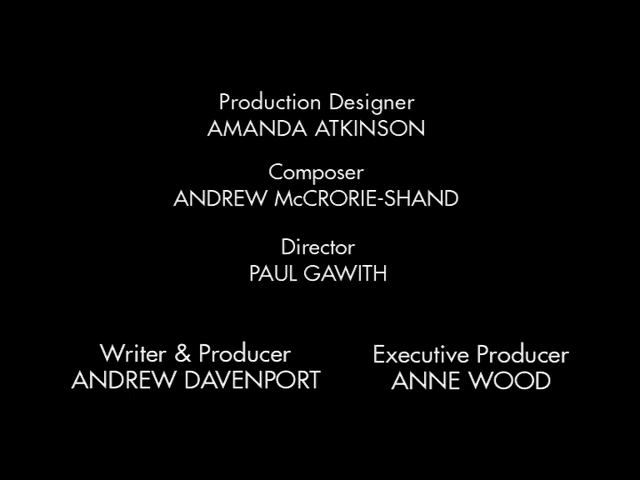 Production Designer
AMANDA ATKINSON
Composer
ANDREW McCRORIE-SHAND
Director
PAUL GAWITH
Writer & Producer
ANDREW DAVENPORT
Executive Producer
ANNE WOOD